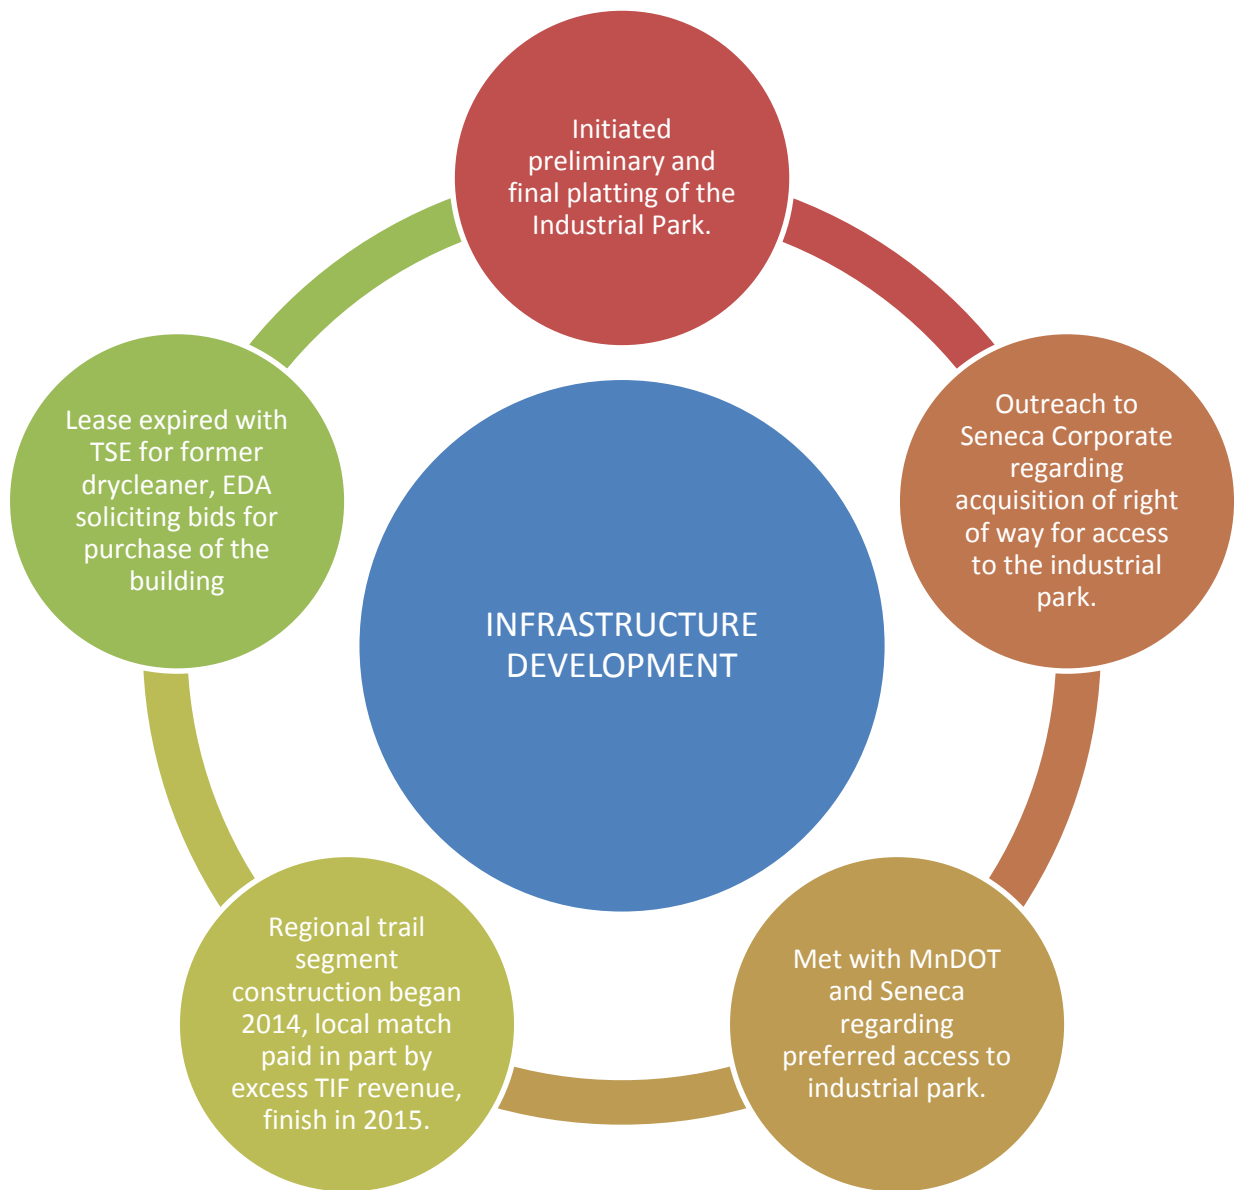 Initiated
preliminary and
final platting of the
Industrial Park.
Outreach to
Seneca Corporate
regarding
acquisition of right
of way for access
to the industrial
park.
Met with MnDOT
and Seneca
regarding
preferred access to
industrial park.
Regional trail
segment
construction began
2014, local match
paid in part by
excess TIF revenue,
finish in 2015.
Lease expired with
TSE for former
drycleaner, EDA
soliciting bids for
purchase of the
building
INFRASTRUCTURE
DEVELOPMENT